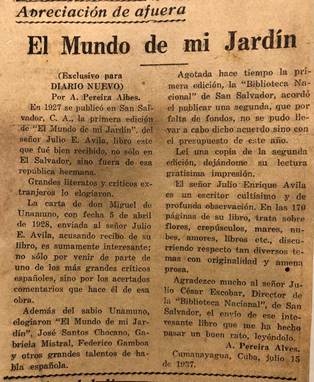 Apreciación de afuera
El Mundo de mi Jardín
(Exclusivo para
DIARIO NUEVO)
Por A. Pereira Alhes.
En 1927 se publicó en San Sal-
vador, C. A., la primera edición
de "El Mundo de mi Jardín", del
señor Julio E. Avila, libro este
que fué bien recibido, no sólo en
El Salvador, sino fuera de esa
república hermana.
Grandes literatos y críticos ex-
tranjeros lo elogiaron.
La carta de don Miguel de
Unamuno, con fecha 5 de abril
de 1928, enviada al señor Julio
E. Avila, acusando recibo de su
libro, es sumamente interesante;
no sólo por venir de parte de
uno de los más grandes críticos
españoles, sino por los acertados
comentarios que hace él de esa
obra.
Además del sabio Unamuno,
elogiaron "El Mundo de mi Jar-
dín", José Santos Chocano, Ga-
briela Mistral, Federico Gamboa
y otros grandes talentos de ha-
bla española.
Agotada hace tiempo la pri-
mera edición, la "Biblioteca Na-
cional" de San Salvador, acordó
el publicar una segunda, que por
falta de fondos, no se pudo lle-
var a cabo dicho acuerdo sino con
el presupuesto de este año.
Leí una copia de la segunda
edición, dejándome su lectura
gratísima impresión.
El señor Julio Enrique Avila
es un escritor cultísimo y de
profunda observación. En las 170
páginas de su libro, trata sobre
flores, crepúsculos, mares, nu-
bes, amores, libros etc., discu-
rriendo respecto tan diversos te-
mas con originalidad y amena
prosa.
Agradezco mucho al señor Ju-
lio César Escobar, Director de
la "Biblioteca Nacional", de San
Salvador, el envío de ese intere-
sante libro que me ha hecho
pasar un buen rato, leyéndolo.
A. Pereira Alves.
Cumanayagua, Cuba, julio 15
de 1937.